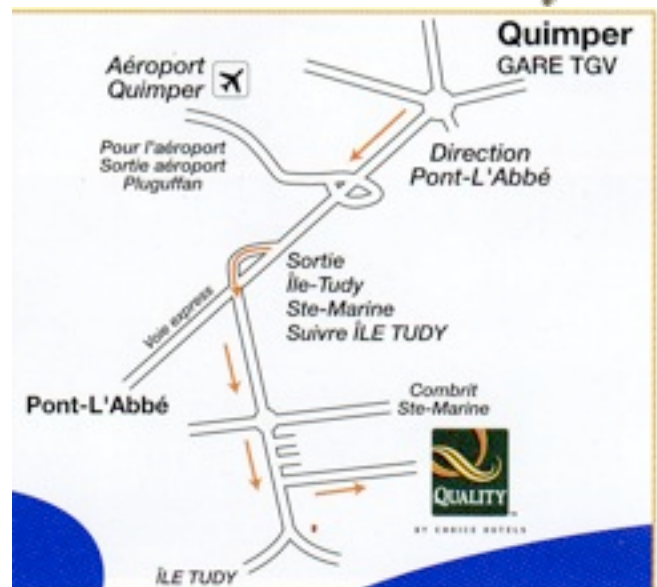 Quimper
GARE TGV
Aéroport
Quimper
Pour l'aéroport
Sortie aéroport
Pluguffan
Direction
Pont-L'Abbé
Sortie
Île-Tudy
Ste-Marine
Suivre ÎLE TUDY
Voie express
Pont-L'Abbé
Combrit
Ste-Marine
QUALITY
BY CHOICE HOTELS
ÎLE TUDY